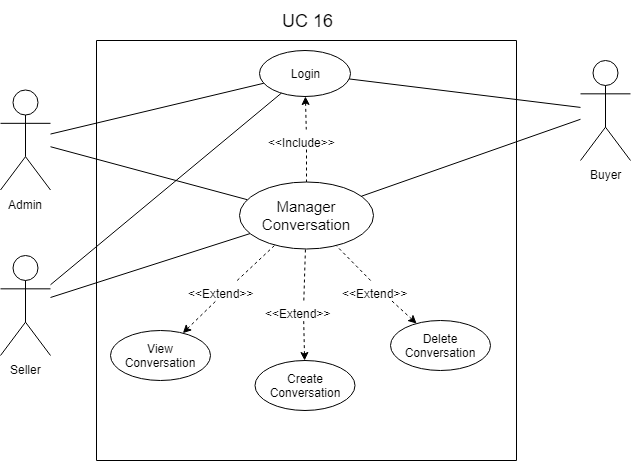 UC 16
Login
<<Include>>
Admin
Buyer
Manager
Conversation
Seller
<<Extend>>
<<Extend>>
<<Extend>>
View
Conversation
Create
Conversation
Delete
Conversation